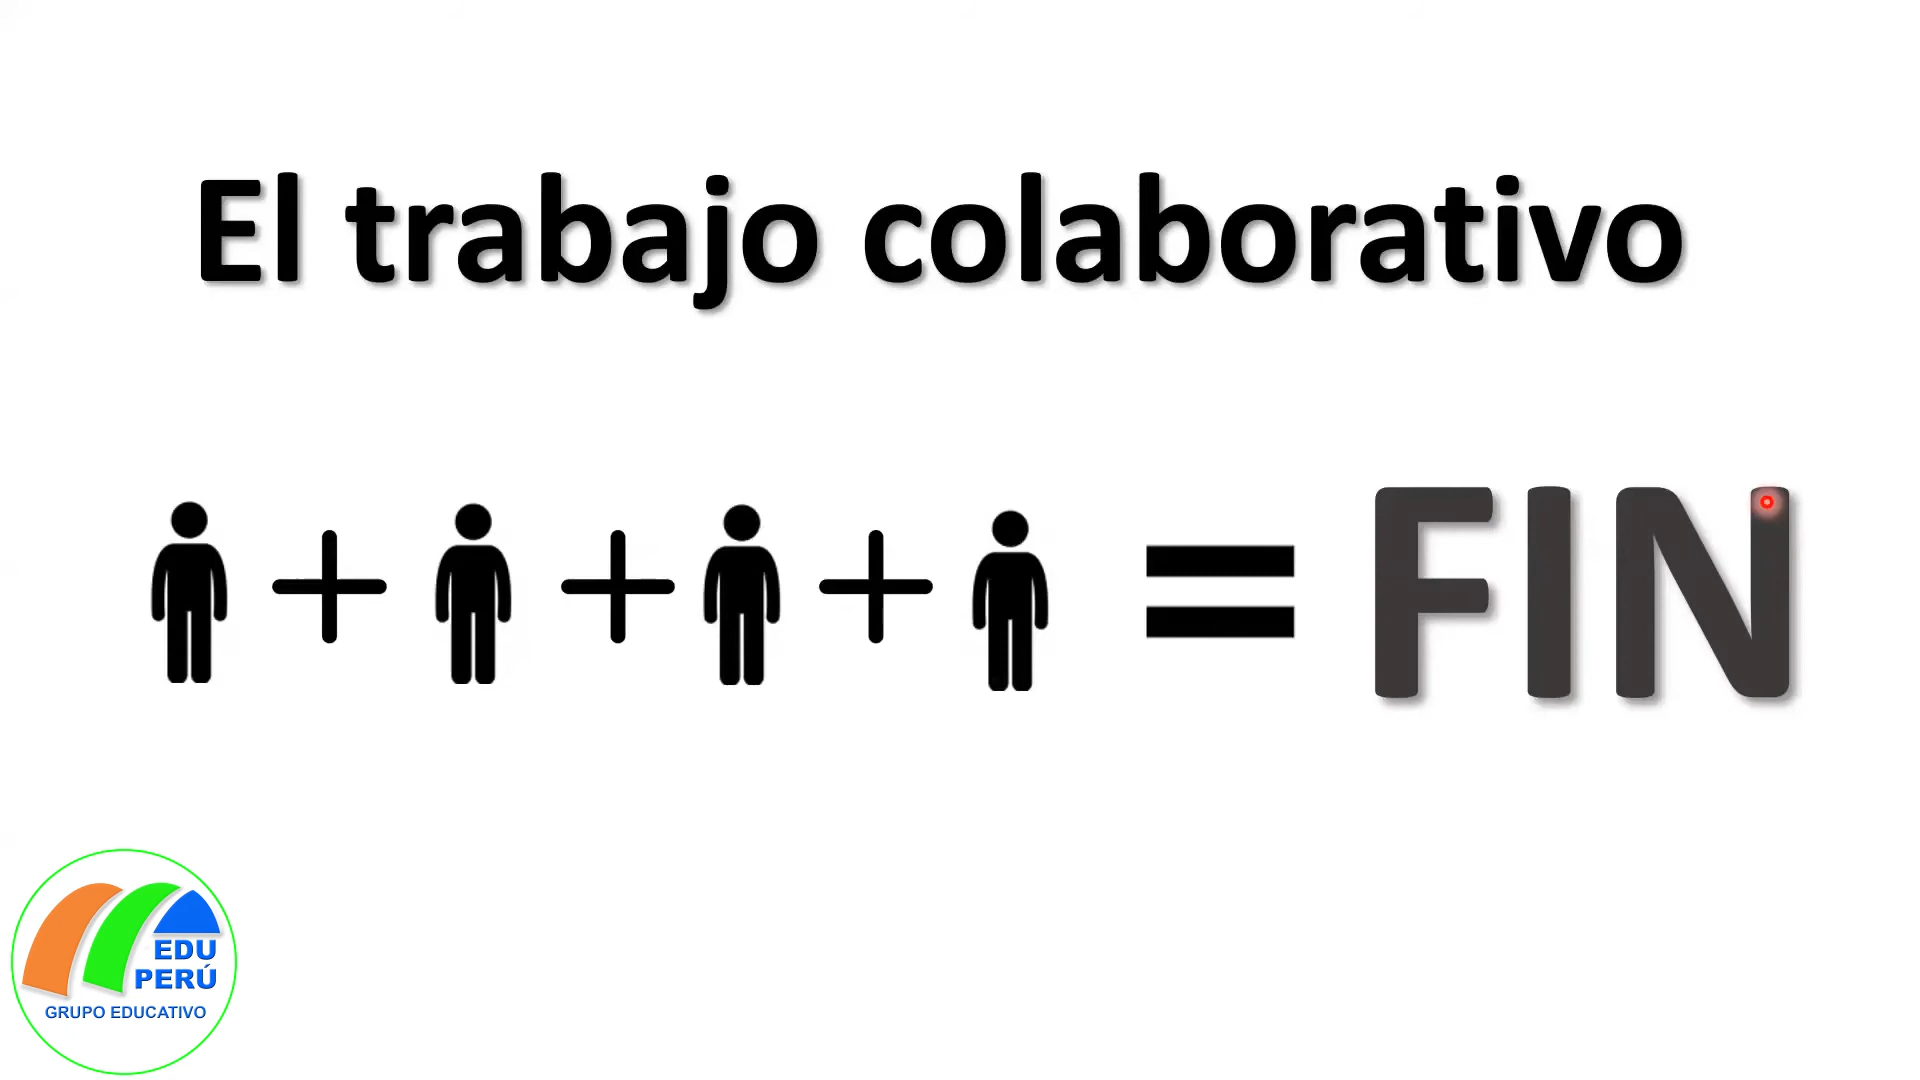 El trabajo colaborativo
+ + + = FIN
EDU
PERÚ
GRUPO EDUCATIVO